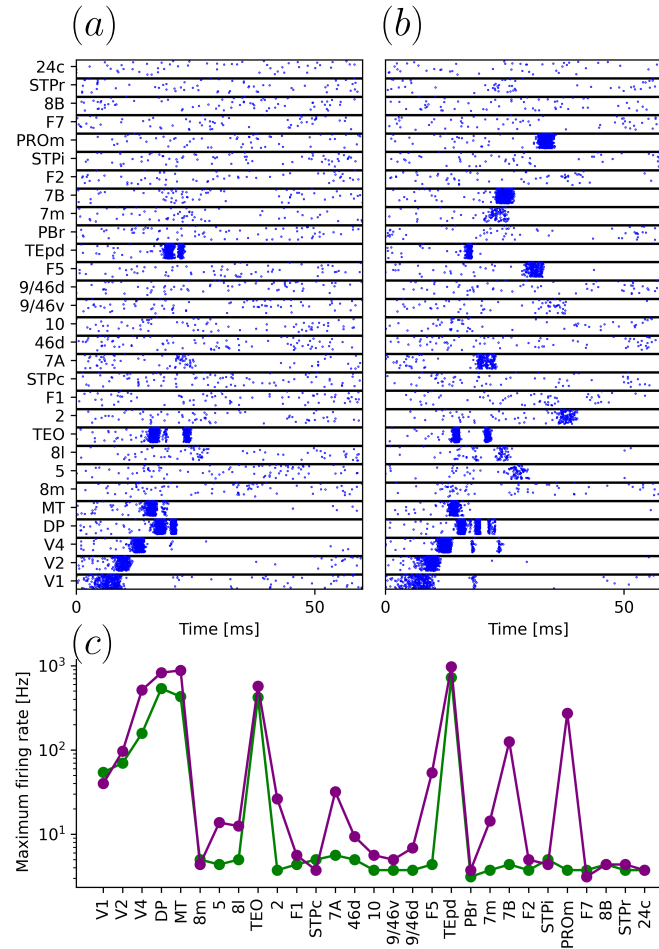 (a)
(b)
24c
STPr
8B
F7
PROm
STPi
F2
7B
7m
PBr
TEpd
F5
9/46d
9/46v
10
46d
7A
STPc
F1
2
TEO
8l
5
8m
MT
DP
V4
V2
V1
0 50
0 50
Time [ms]
Time [ms]
(c)
Maximum firing rate [Hz]
10³
10²
10¹
V1 V2 V4 DP MT 8m 5 8l TEO 2 F1 STPc 7A 46d 10 9/46v 9/46d F5 TEpd PBr 7m 7B F2 STPi PROm F7 8B STPr 24c